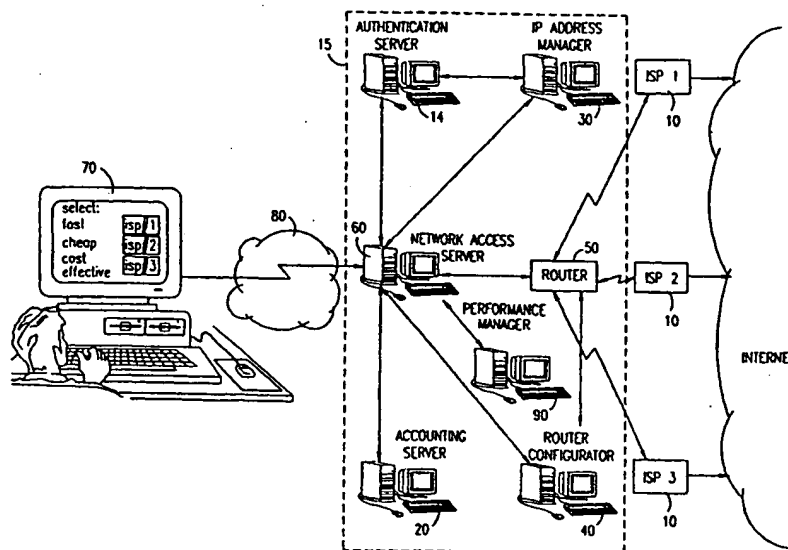 AUTHENTICATION
SERVER
IP ADDRESS
MANAGER
15
14
30
ISP 1
10
70
select:
fast
cheap
cost
effective
isp 1
isp 2
isp 3
80
60
NETWORK ACCESS
SERVER
50
ROUTER
ISP 2
10
PERFORMANCE
MANAGER
90
INTERNE
ACCOUNTING
SERVER
20
ROUTER
CONFIGURATOR
40
ISP 3
10